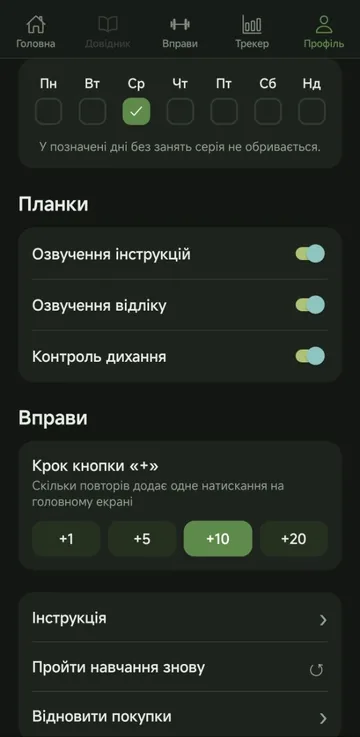 Головна Довідник Вправи Трекер Профіль
Пн Вт Ср Чт Пт Сб Нд
У позначені дні без занять серія не обривається.
Планки
Озвучення інструкцій
Озвучення відліку
Контроль дихання
Вправи
Крок кнопки «+»
Скільки повторів додає одне натискання на
головному екрані
+1 +5 +10 +20
Інструкція
Пройти навчання знову
Відновити покупки